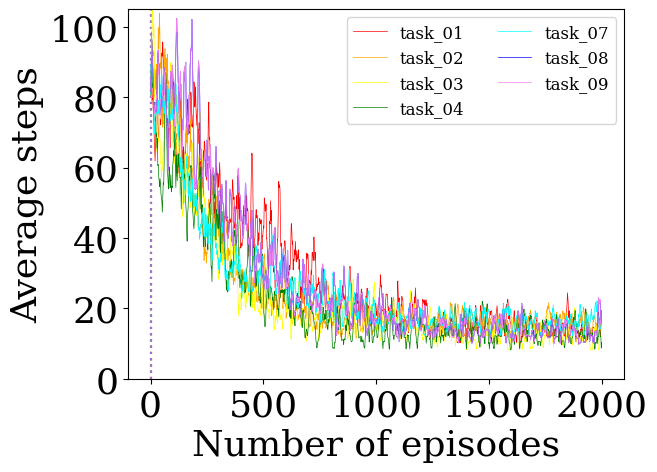 Average steps
100
80
60
40
20
0
0 500 1000 1500 2000
Number of episodes
task_01
task_02
task_03
task_04
task_07
task_08
task_09